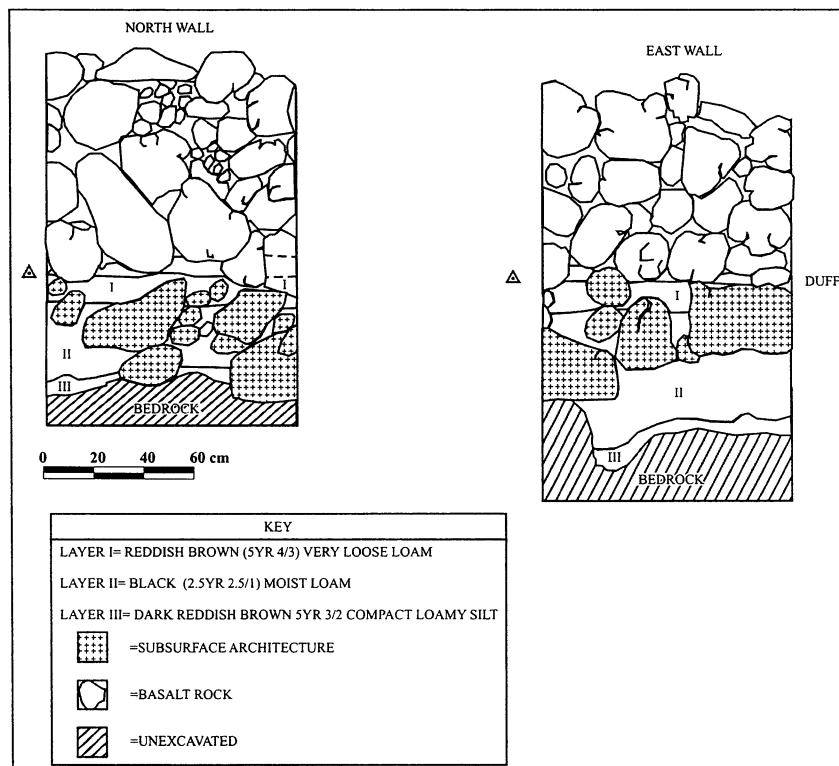 NORTH WALL
EAST WALL
I
I
II
III
BEDROCK
I
DUFF
II
III
BEDROCK
0 20 40 60 cm
KEY
LAYER I= REDDISH BROWN (5YR 4/3) VERY LOOSE LOAM
LAYER II= BLACK (2.5YR 2.5/1) MOIST LOAM
LAYER III= DARK REDDISH BROWN 5YR 3/2 COMPACT LOAMY SILT
=SUBSURFACE ARCHITECTURE
=BASALT ROCK
=UNEXCAVATED